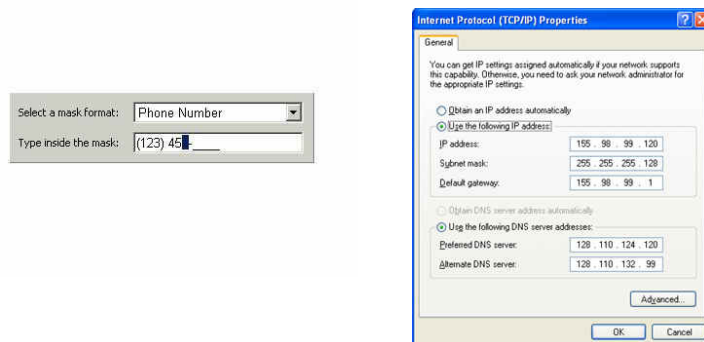 Select a mask format: Phone Number
Type inside the mask: (123) 45 -____
Internet Protocol (TCP/IP) Properties
General
You can get IP settings assigned automatically if your network supports
this capability. Otherwise, you need to ask your network administrator for
the appropriate IP settings.
Obtain an IP address automatically
Use the following IP address:
IP address: 155 . 98 . 99 . 120
Subnet mask: 255 . 255 . 255 . 128
Default gateway: 155 . 98 . 99 . 1
Obtain DNS server address automatically
Use the following DNS server addresses:
Preferred DNS server: 128 . 110 . 124 . 120
Alternate DNS server: 128 . 110 . 132 . 99
Advanced...
OK Cancel